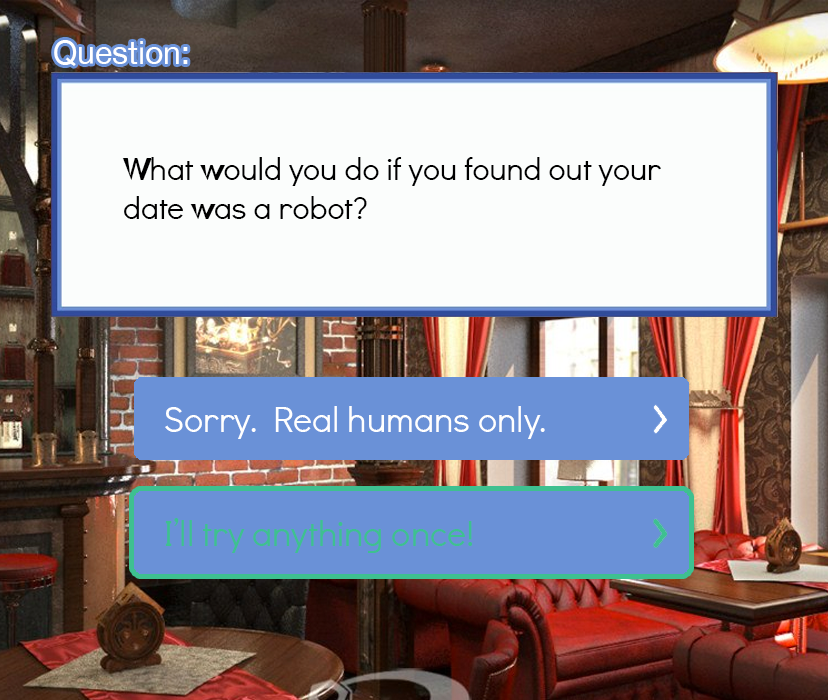 Question:
What would you do if you found out your
date was a robot?
Sorry.  Real humans only.
I'll try anything once!